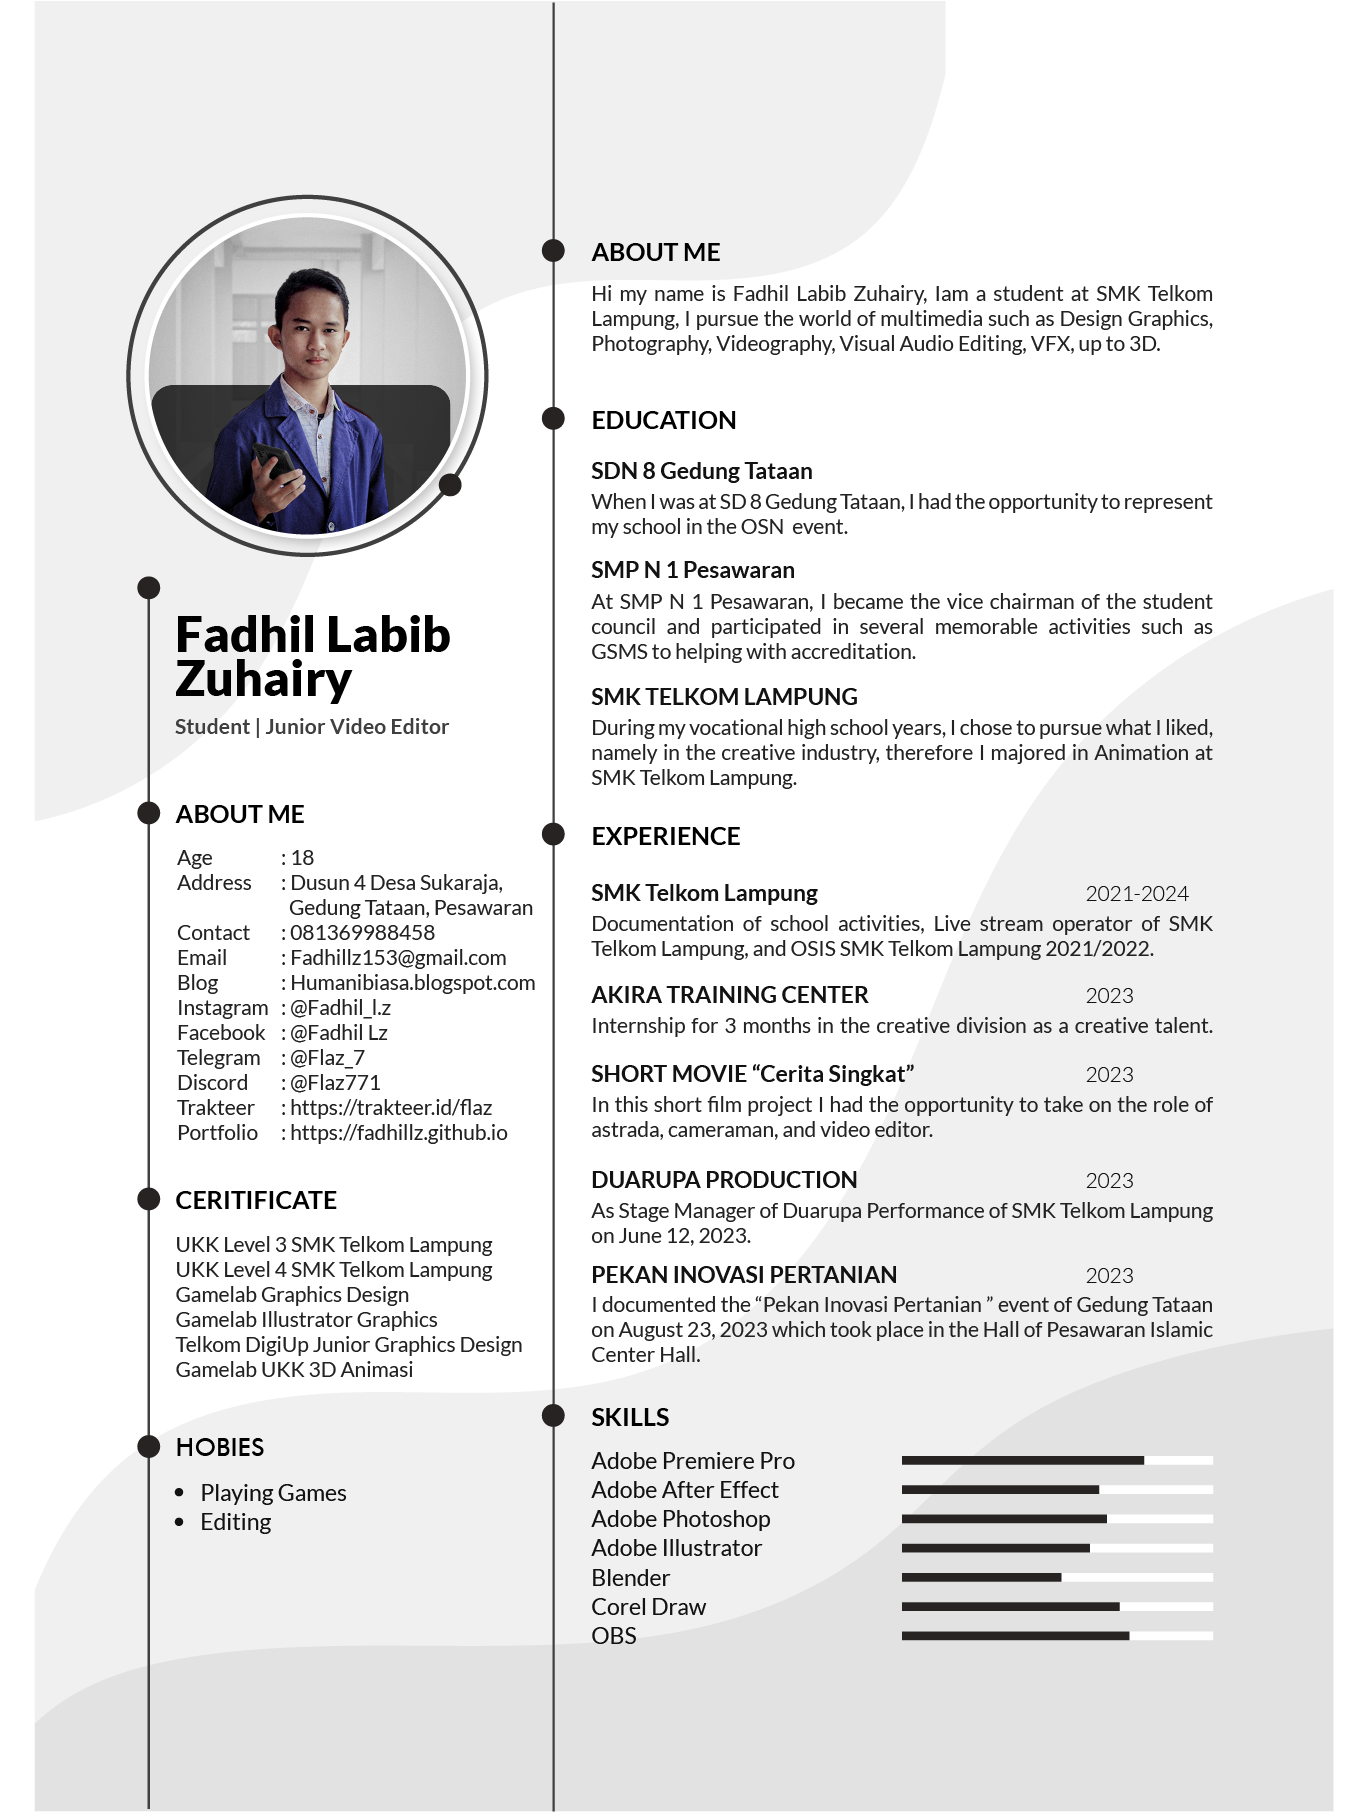 Fadhil Labib
Zuhairy
Student | Junior Video Editor
ABOUT ME
Age : 18
Address : Dusun 4 Desa Sukaraja,
Gedung Tataan, Pesawaran
Contact : 081369988458
Email : Fadhillz153@gmail.com
Blog : Humanibiasa.blogspot.com
Instagram : @Fadhil_l.z
Facebook : @Fadhil Lz
Telegram : @Flaz_7
Discord : @Flaz771
Trakteer : https://trakteer.id/flaz
Portfolio : https://fadhillz.github.io
CERITIFICATE
UKK Level 3 SMK Telkom Lampung
UKK Level 4 SMK Telkom Lampung
Gamelab Graphics Design
Gamelab Illustrator Graphics
Telkom DigiUp Junior Graphics Design
Gamelab UKK 3D Animasi
HOBIES
• Playing Games
• Editing
ABOUT ME
Hi my name is Fadhil Labib Zuhairy, Iam a student at SMK Telkom
Lampung, I pursue the world of multimedia such as Design Graphics,
Photography, Videography, Visual Audio Editing, VFX, up to 3D.
EDUCATION
SDN 8 Gedung Tataan
When I was at SD 8 Gedung Tataan, I had the opportunity to represent
my school in the OSN event.
SMP N 1 Pesawaran
At SMP N 1 Pesawaran, I became the vice chairman of the student
council and participated in several memorable activities such as
GSMS to helping with accreditation.
SMK TELKOM LAMPUNG
During my vocational high school years, I chose to pursue what I liked,
namely in the creative industry, therefore I majored in Animation at
SMK Telkom Lampung.
EXPERIENCE
SMK Telkom Lampung 2021-2024
Documentation of school activities, Live stream operator of SMK
Telkom Lampung, and OSIS SMK Telkom Lampung 2021/2022.
AKIRA TRAINING CENTER 2023
Internship for 3 months in the creative division as a creative talent.
SHORT MOVIE “Cerita Singkat” 2023
In this short film project I had the opportunity to take on the role of
astrada, cameraman, and video editor.
DUARUPA PRODUCTION 2023
As Stage Manager of Duarupa Performance of SMK Telkom Lampung
on June 12, 2023.
PEKAN INOVASI PERTANIAN 2023
I documented the “Pekan Inovasi Pertanian ” event of Gedung Tataan
on August 23, 2023 which took place in the Hall of Pesawaran Islamic
Center Hall.
SKILLS
Adobe Premiere Pro
Adobe After Effect
Adobe Photoshop
Adobe Illustrator
Blender
Corel Draw
OBS